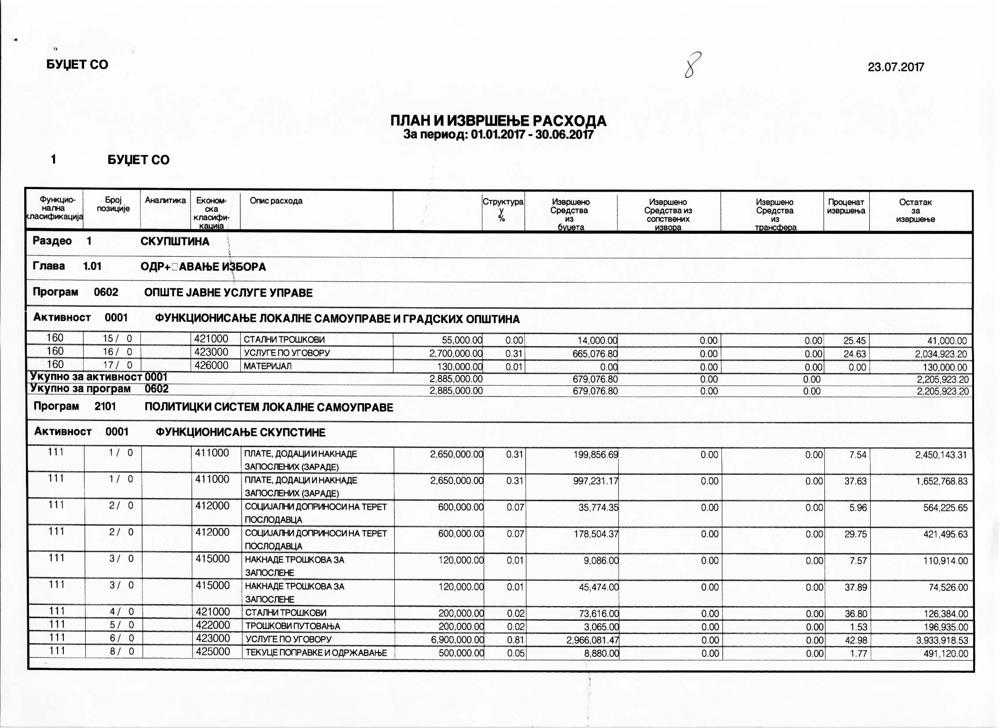 БУЏЕТ СО 8 23.07.2017
ПЛАН И ИЗВРШЕЊЕ РАСХОДА
За период: 01.01.2017 - 30.06.2017
1 БУЏЕТ СО
Функцио- Број Аналитика Економ- Опис расхода Структура Извршено Извршено Извршено Проценат Остатак
нална позиције ска у Средства Средства из Средства извршења за
класификација класифи- % из сопствених из извршење
кација буџета извора трансфера
Раздео 1 СКУПШТИНА
Глава 1.01 ОДР+□АВАЊЕ ИЗБОРА
Програм 0602 ОПШТЕ ЈАВНЕ УСЛУГЕ УПРАВЕ
Активност 0001 ФУНКЦИОНИСАЊЕ ЛОКАЛНЕ САМОУПРАВЕ И ГРАДСКИХ ОПШТИНА
160 15 / 0 421000 СТАЛНИ ТРОШКОВИ 55,000.00 0.00 14,000.00 0.00 0.00 25.45 41,000.00
160 16 / 0 423000 УСЛУГЕ ПО УГОВОРУ 2,700,000.00 0.31 665,076.80 0.00 0.00 24.63 2,034,923.20
160 17 / 0 426000 МАТЕРИЈАЛ 130,000.00 0.01 0.00 0.00 0.00 0.00 130,000.00
Укупно за активност 0001 2,885,000.00 679,076.80 0.00 0.00 2,205,923.20
Укупно за програм 0602 2,885,000.00 679,076.80 0.00 0.00 2,205,923.20
Програм 2101 ПОЛИТИЦКИ СИСТЕМ ЛОКАЛНЕ САМОУПРАВЕ
Активност 0001 ФУНКЦИОНИСАЊЕ СКУПСТИНЕ
111 1 / 0 411000 ПЛАТЕ, ДОДАЦИ И НАКНАДЕ 2,650,000.00 0.31 199,856.69 0.00 0.00 7.54 2,450,143.31
ЗАПОСЛЕНИХ (ЗАРАДЕ)
111 1 / 0 411000 ПЛАТЕ, ДОДАЦИ И НАКНАДЕ 2,650,000.00 0.31 997,231.17 0.00 0.00 37.63 1,652,768.83
ЗАПОСЛЕНИХ (ЗАРАДЕ)
111 2 / 0 412000 СОЦИЈАЛНИ ДОПРИНОСИ НА ТЕРЕТ 600,000.00 0.07 35,774.35 0.00 0.00 5.96 564,225.65
ПОСЛОДАВЦА
111 2 / 0 412000 СОЦИЈАЛНИ ДОПРИНОСИ НА ТЕРЕТ 600,000.00 0.07 178,504.37 0.00 0.00 29.75 421,495.63
ПОСЛОДАВЦА
111 3 / 0 415000 НАКНАДЕ ТРОШКОВА ЗА 120,000.00 0.01 9,086.00 0.00 0.00 7.57 110,914.00
ЗАПОСЛЕНЕ
111 3 / 0 415000 НАКНАДЕ ТРОШКОВА ЗА 120,000.00 0.01 45,474.00 0.00 0.00 37.89 74,526.00
ЗАПОСЛЕНЕ
111 4 / 0 421000 СТАЛНИ ТРОШКОВИ 200,000.00 0.02 73,616.00 0.00 0.00 36.80 126,384.00
111 5 / 0 422000 ТРОШКОВИ ПУТОВАЊА 200,000.00 0.02 3,065.00 0.00 0.00 1.53 196,935.00
111 6 / 0 423000 УСЛУГЕ ПО УГОВОРУ 6,900,000.00 0.81 2,966,081.47 0.00 0.00 42.98 3,933,918.53
111 8 / 0 425000 ТЕКУЦЕ ПОПРАВКЕ И ОДРЖАВАЊЕ 500,000.00 0.05 8,880.00 0.00 0.00 1.77 491,120.00